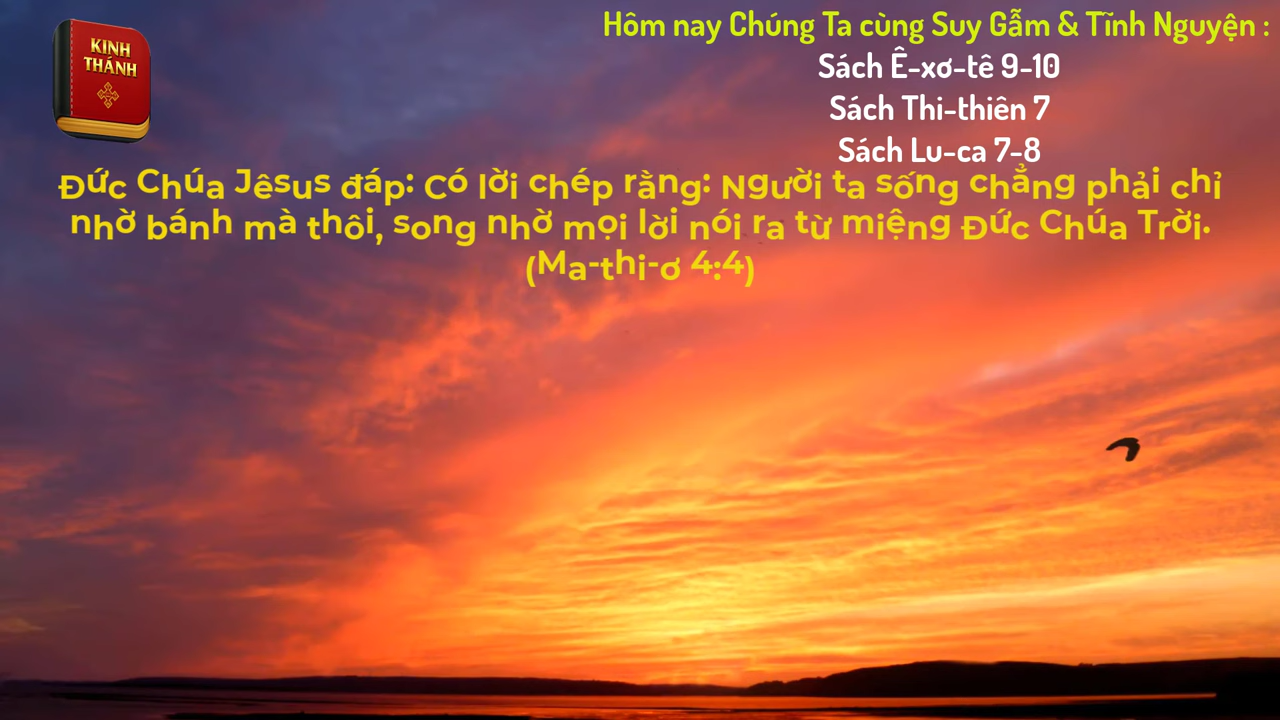 KINH
THÁNH
Hôm nay Chúng Ta cùng Suy Gẫm & Tĩnh Nguyện :
Sách Ê-xơ-tê 9-10
Sách Thi-thiên 7
Sách Lu-ca 7-8
Đức Chúa Jêsus đáp: Có lời chép rằng: Người ta sống chẳng phải chỉ
nhờ bánh mà thôi, song nhờ mọi lời nói ra từ miệng Đức Chúa Trời.
(Ma-thi-ơ 4:4)